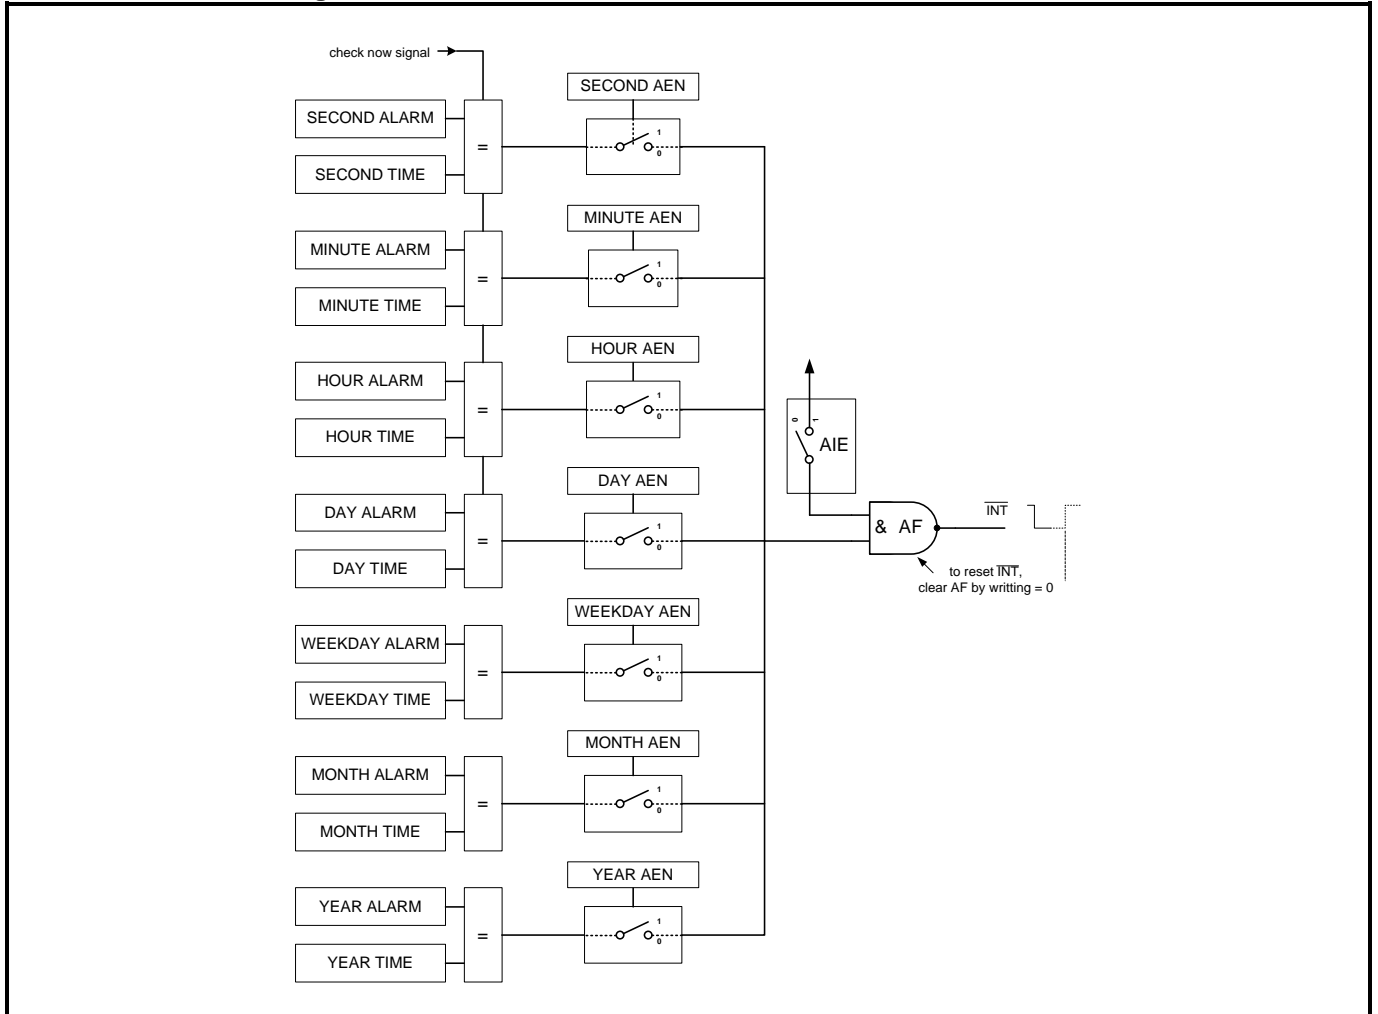 check now signal
SECOND ALARM
SECOND TIME
=
SECOND AEN
1
0
MINUTE ALARM
MINUTE TIME
=
MINUTE AEN
1
0
HOUR ALARM
HOUR TIME
=
HOUR AEN
1
0
DAY ALARM
DAY TIME
=
DAY AEN
1
0
WEEKDAY ALARM
WEEKDAY TIME
=
WEEKDAY AEN
1
0
MONTH ALARM
MONTH TIME
=
MONTH AEN
1
0
YEAR ALARM
YEAR TIME
=
YEAR AEN
1
0
0
1
AIE
& AF
INT
to reset INT,
clear AF by writting = 0